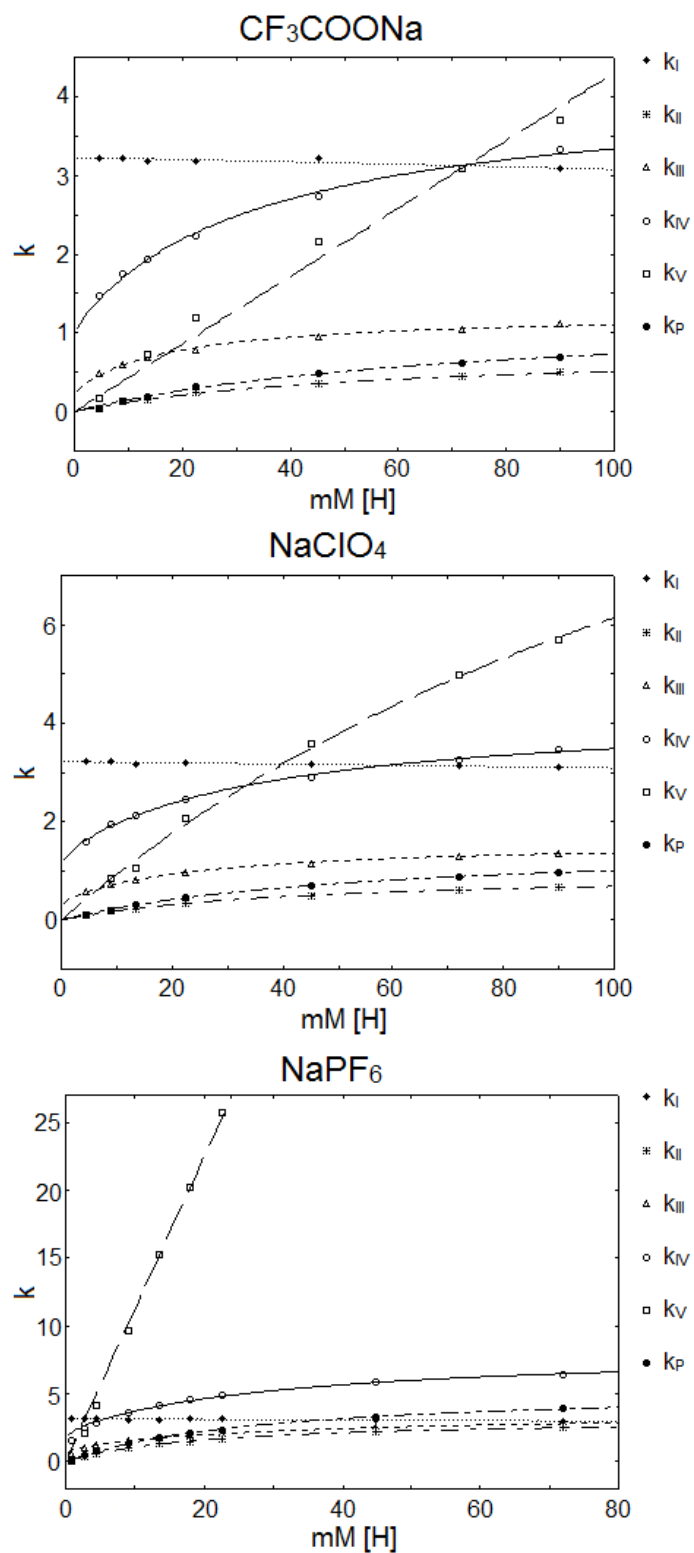 CF₃COONa
k
4
3
2
1
0
0 20 40 60 80 100
mM [H]
kI
kII
kIII
kIV
kV
kP
NaClO₄
k
6
4
2
0
0 20 40 60 80 100
mM [H]
kI
kII
kIII
kIV
kV
kP
NaPF₆
k
25
20
15
10
5
0
0 20 40 60 80
mM [H]
kI
kII
kIII
kIV
kV
kP